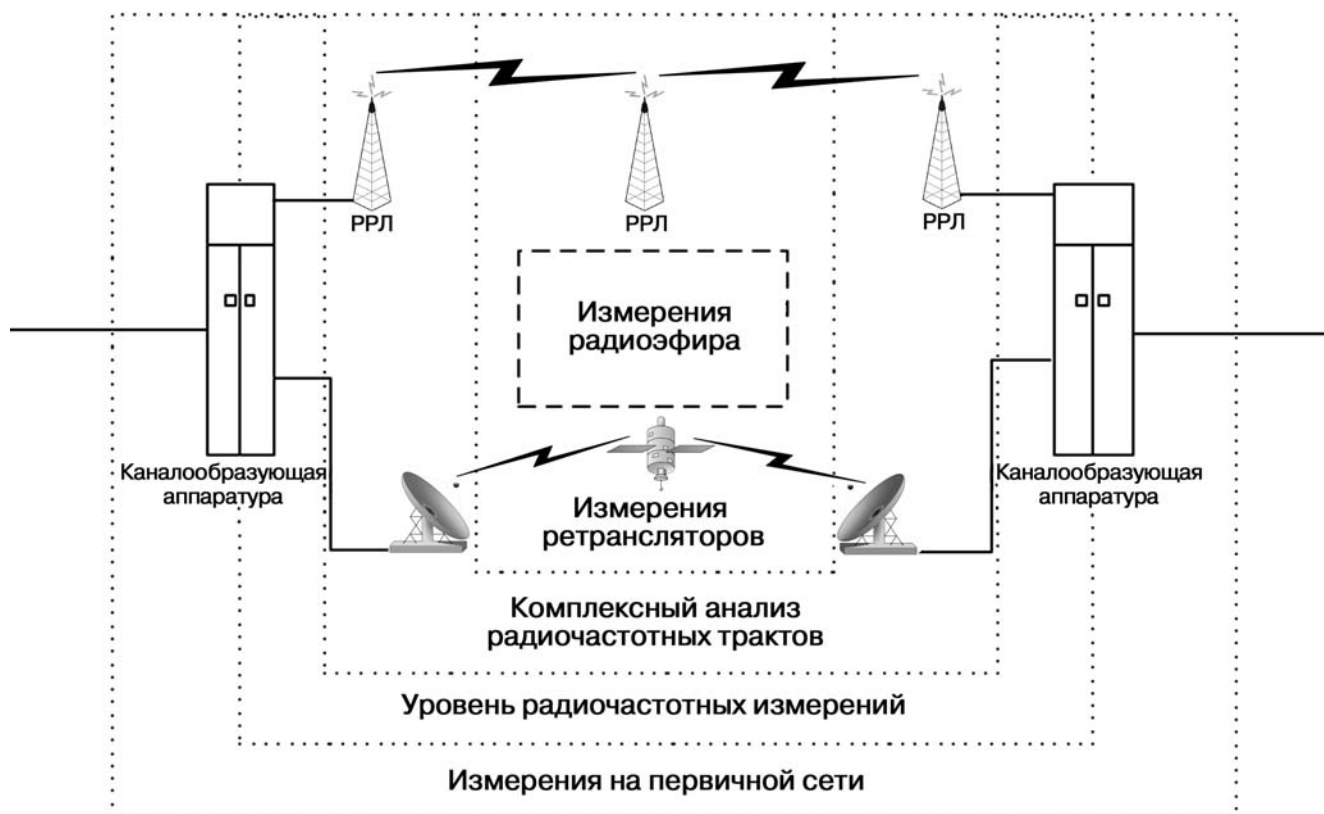 РРЛ
РРЛ
РРЛ
Измерения
радиоэфира
Каналообразующая
аппаратура
Каналообразующая
аппаратура
Измерения
ретрансляторов
Комплексный анализ
радиочастотных трактов
Уровень радиочастотных измерений
Измерения на первичной сети